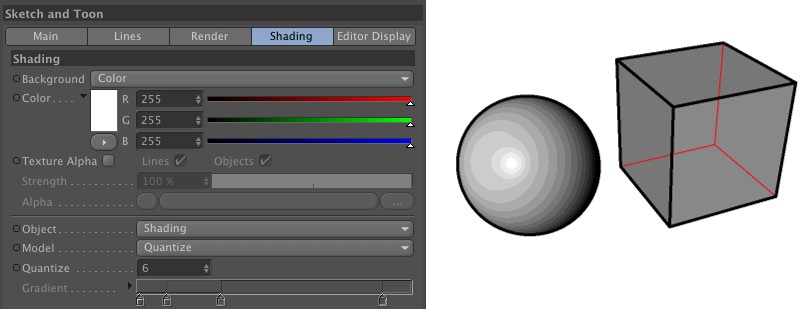 Sketch and Toon
Main Lines Render Shading Editor Display
Shading
Background Color
Color.... R 255
G 255
B 255
Texture Alpha Lines Objects
Strength .......... 100 %
Alpha ............. ...
Object ............ Shading
Model ............. Quantize
Quantize ......... 6
Gradient .........